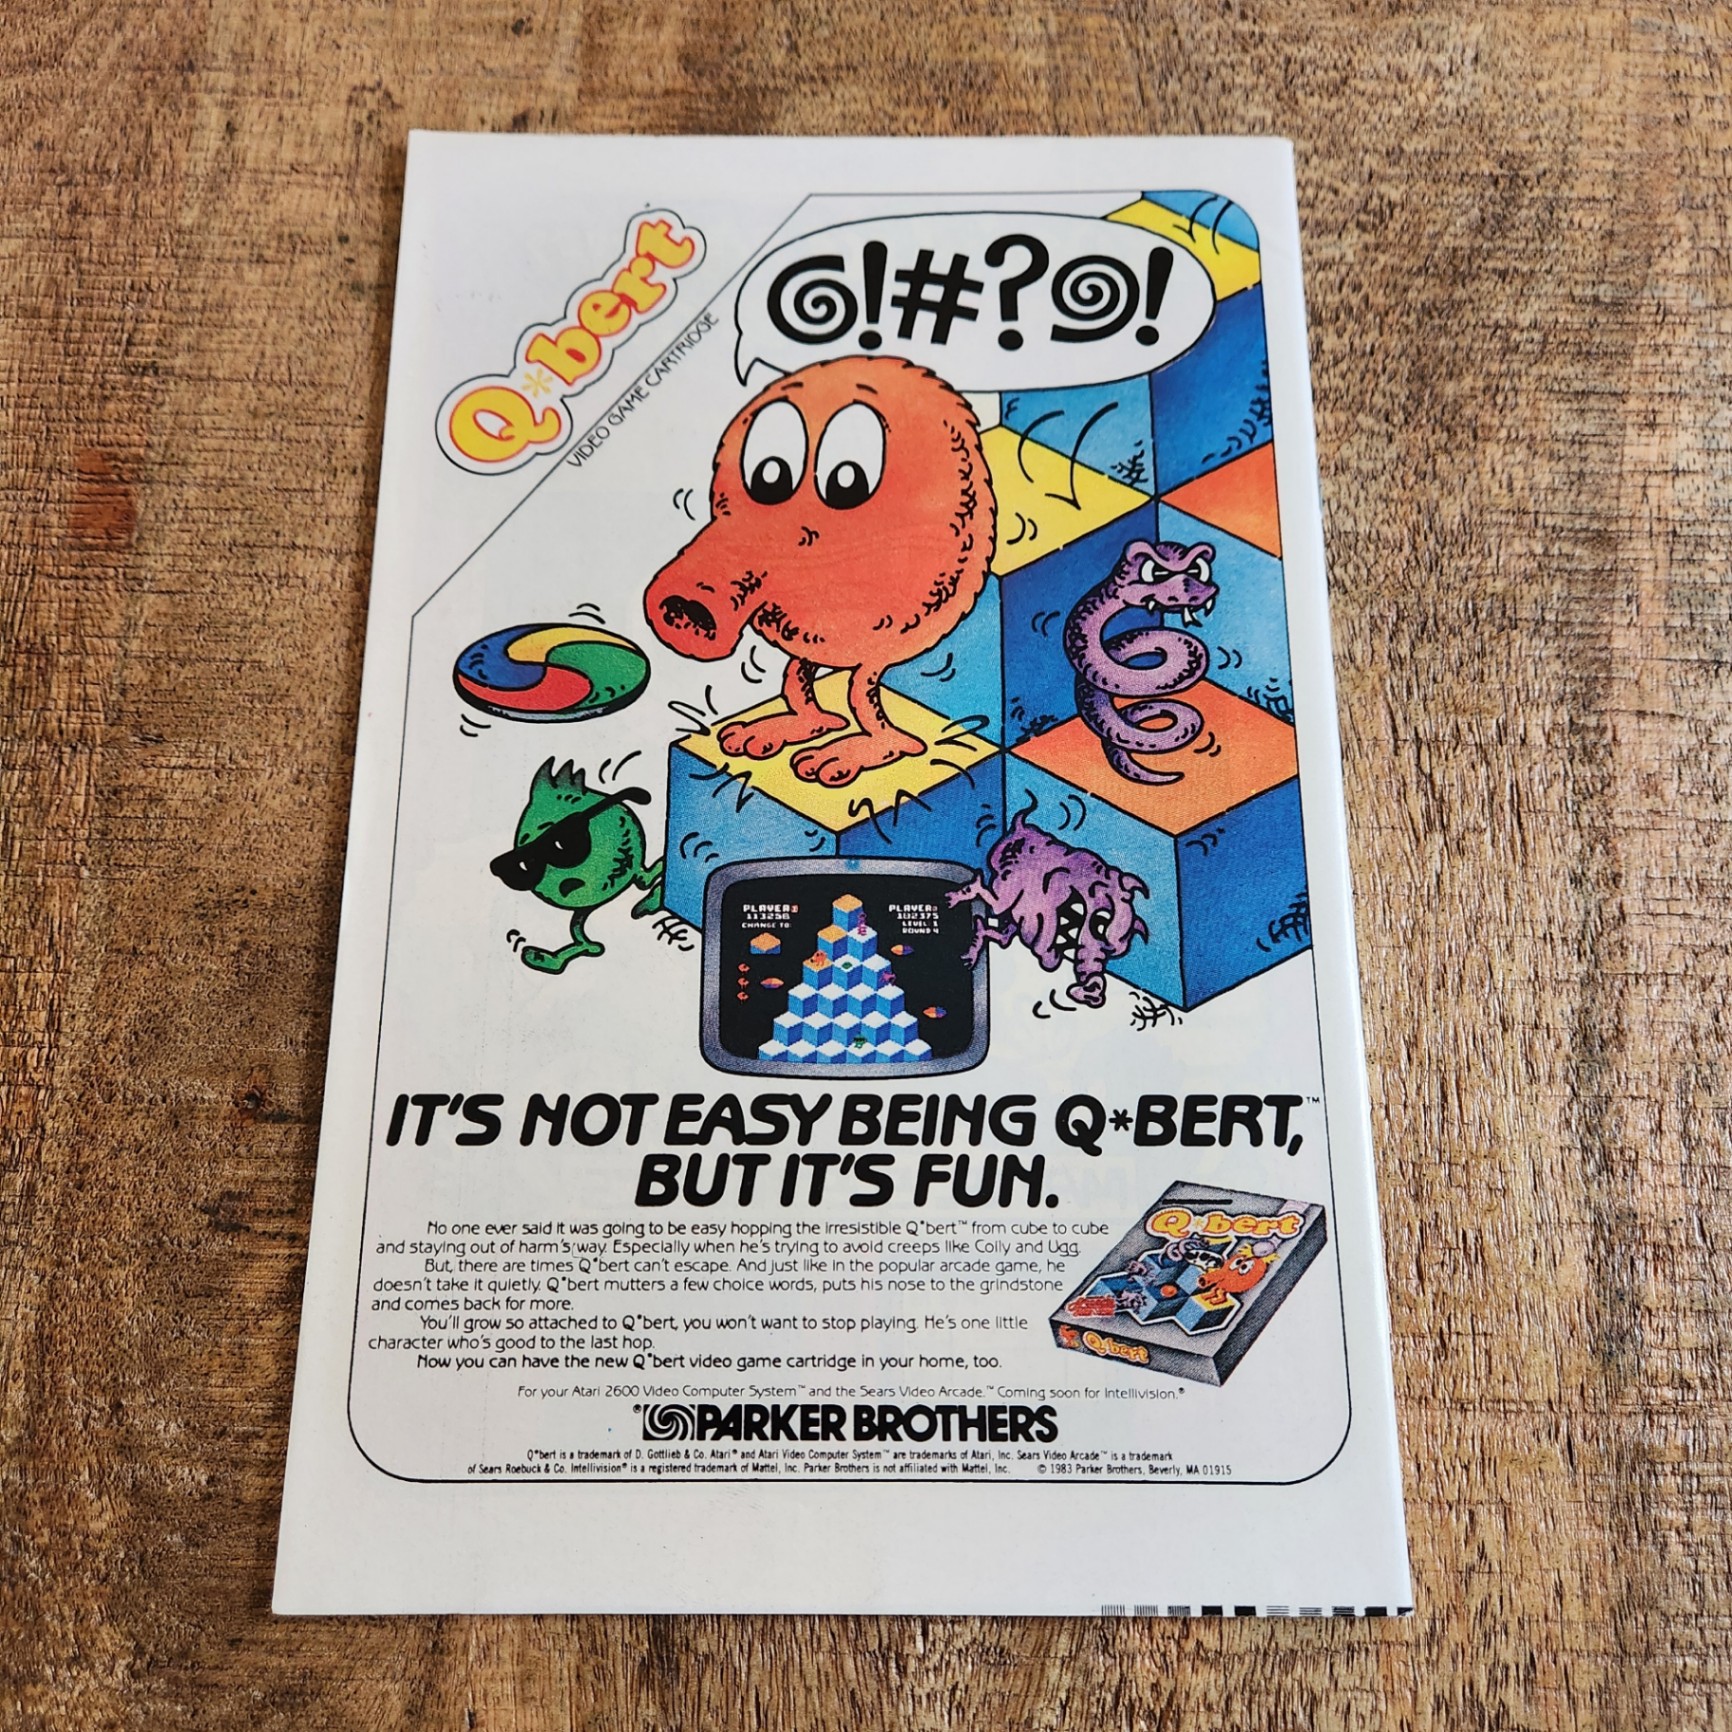 Q*bert
VIDEO GAME CARTRIDGE
@!#?@!
PLAYER 1
113256
CHANGE TO:
PLAYER 2
102375
LEVEL: 1
ROUND: 4
IT'S NOT EASY BEING Q*BERT,™
BUT IT'S FUN.
No one ever said it was going to be easy hopping the irresistible Q*bert™ from cube to cube
and staying out of harm's way. Especially when he's trying to avoid creeps like Coily and Ugg.
But, there are times Q*bert can't escape. And just like in the popular arcade game, he
doesn't take it quietly. Q*bert mutters a few choice words, puts his nose to the grindstone
and comes back for more.
You'll grow so attached to Q*bert, you won't want to stop playing. He's one little
character who's good to the last hop.
Now you can have the new Q*bert video game cartridge in your home, too.
Q*bert
Q*bert
For your Atari 2600 Video Computer System™ and the Sears Video Arcade.™ Coming soon for Intellivision.®
® PARKER BROTHERS
Q*bert is a trademark of D. Gottlieb & Co. Atari® and Atari Video Computer System™ are trademarks of Atari, Inc. Sears Video Arcade™ is a trademark
of Sears Roebuck & Co. Intellivision® is a registered trademark of Mattel, Inc. Parker Brothers is not affiliated with Mattel, Inc. © 1983 Parker Brothers, Beverly, MA 01915